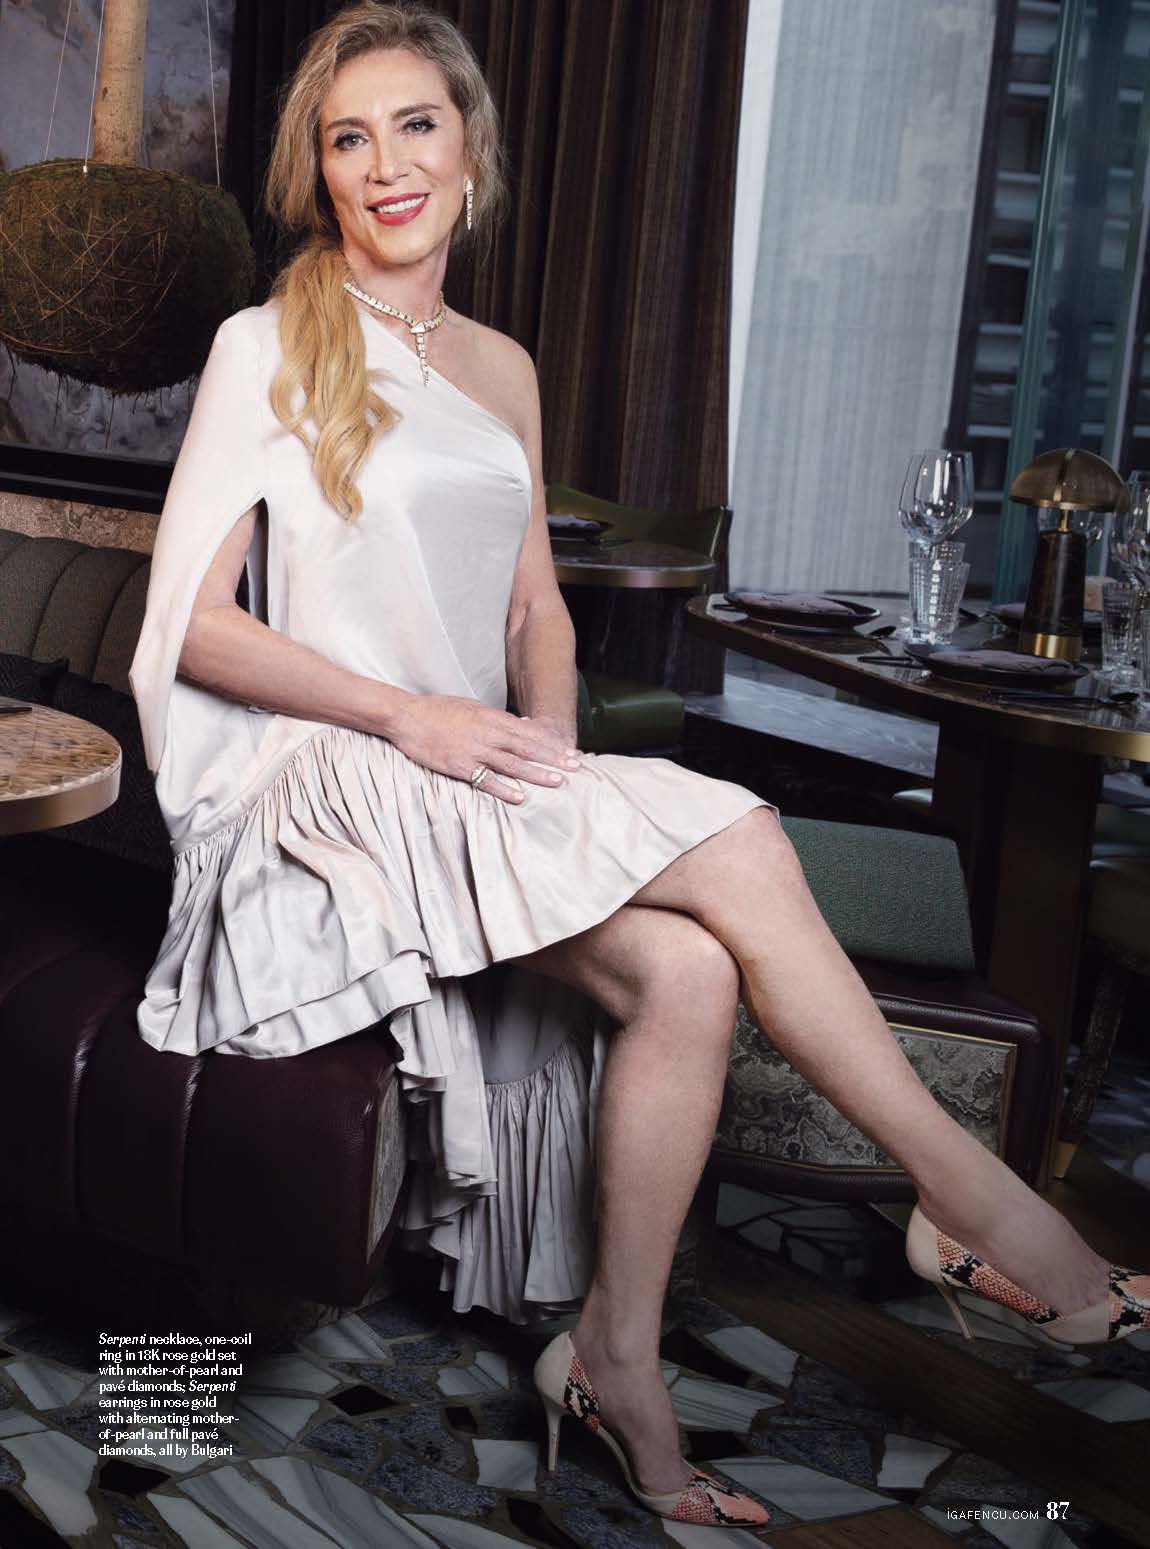 Serpenti necklace, one-coil
ring in 18K rose gold set
with mother-of-pearl and
pavé diamonds; Serpenti
earrings in rose gold
with alternating mother-
of-pearl and full pavé
diamonds, all by Bulgari
iGAFENCU.COM 87